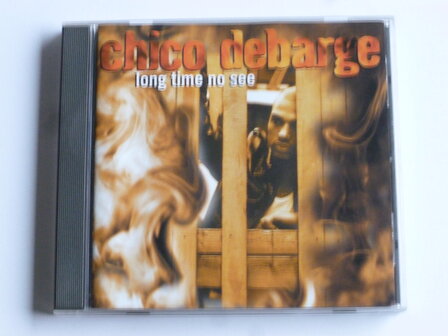 chico debarge
long time no see